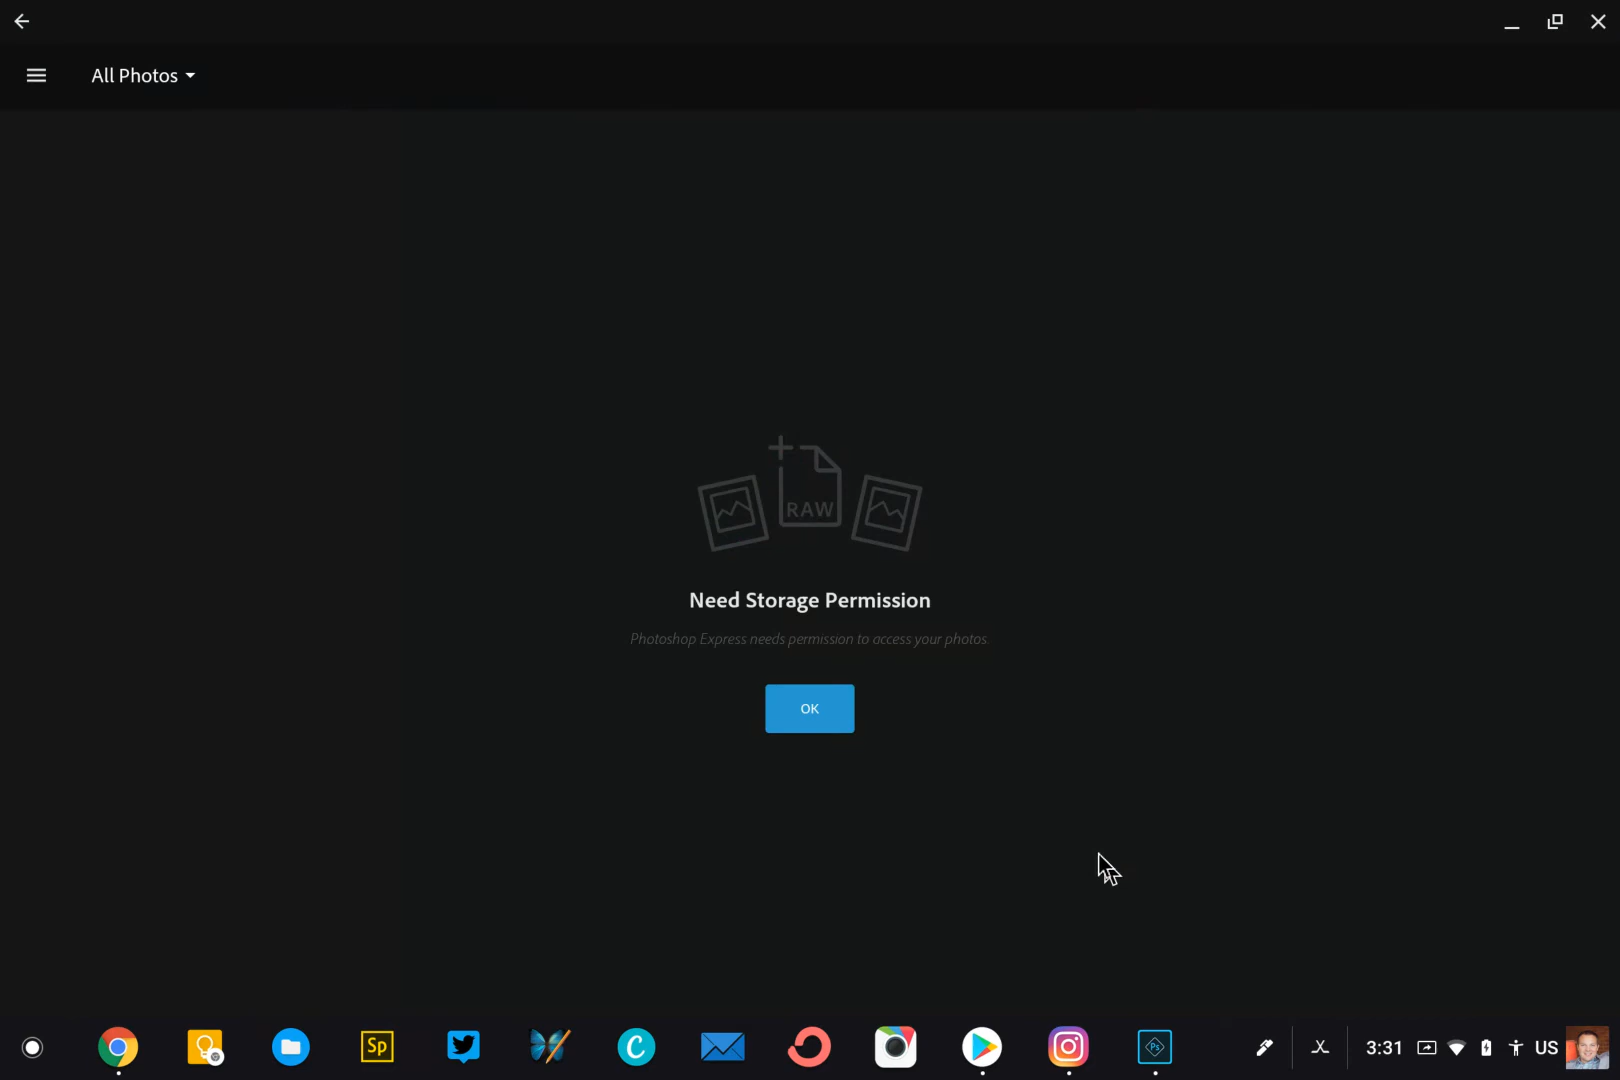 All Photos
RAW
Need Storage Permission
Photoshop Express needs permission to access your photos.
OK
Sp
C
Ps
3:31
US